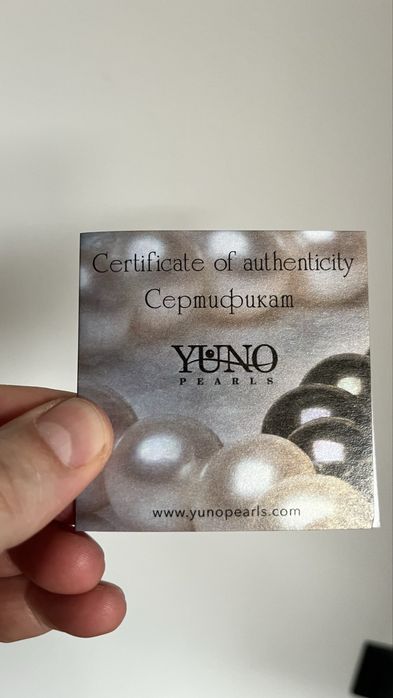 Certificate of authenticity
Сертификат
YUNO
PEARLS
www.yunopearls.com